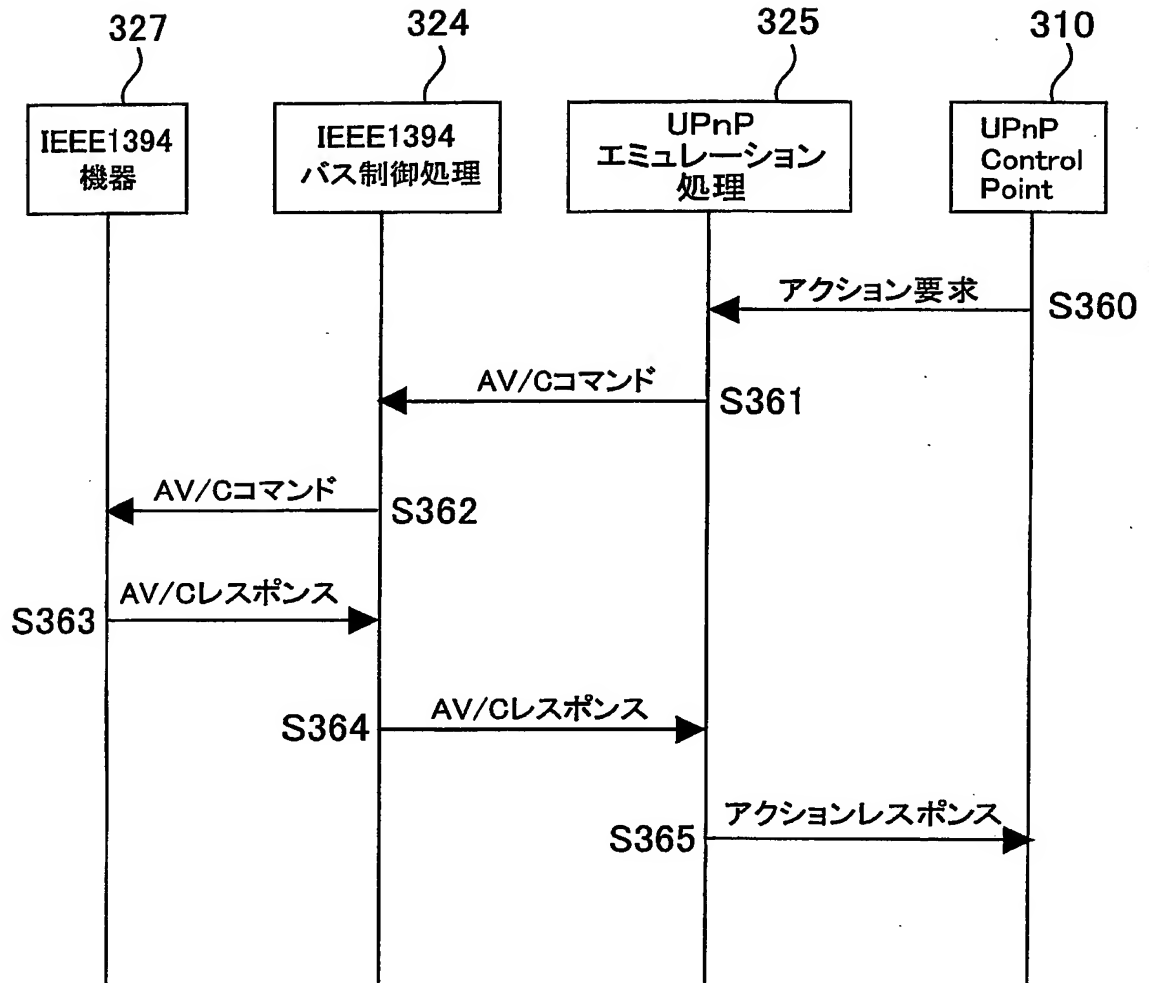 327
324
325
310
IEEE1394
機器
IEEE1394
バス制御処理
UPnP
エミュレーション
処理
UPnP
Control
Point
アクション要求
S360
AV/Cコマンド
S361
AV/Cコマンド
S362
AV/Cレスポンス
S363
AV/Cレスポンス
S364
アクションレスポンス
S365